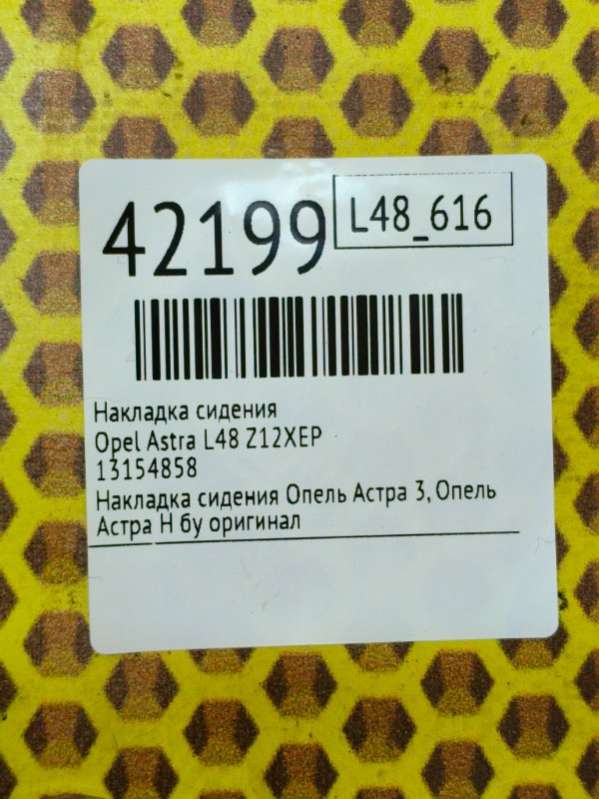 42199
L48_616
Накладка сидения
Opel Astra L48 Z12XEP
13154858
Накладка сидения Опель Астра 3, Опель
Астра Н бу оригинал